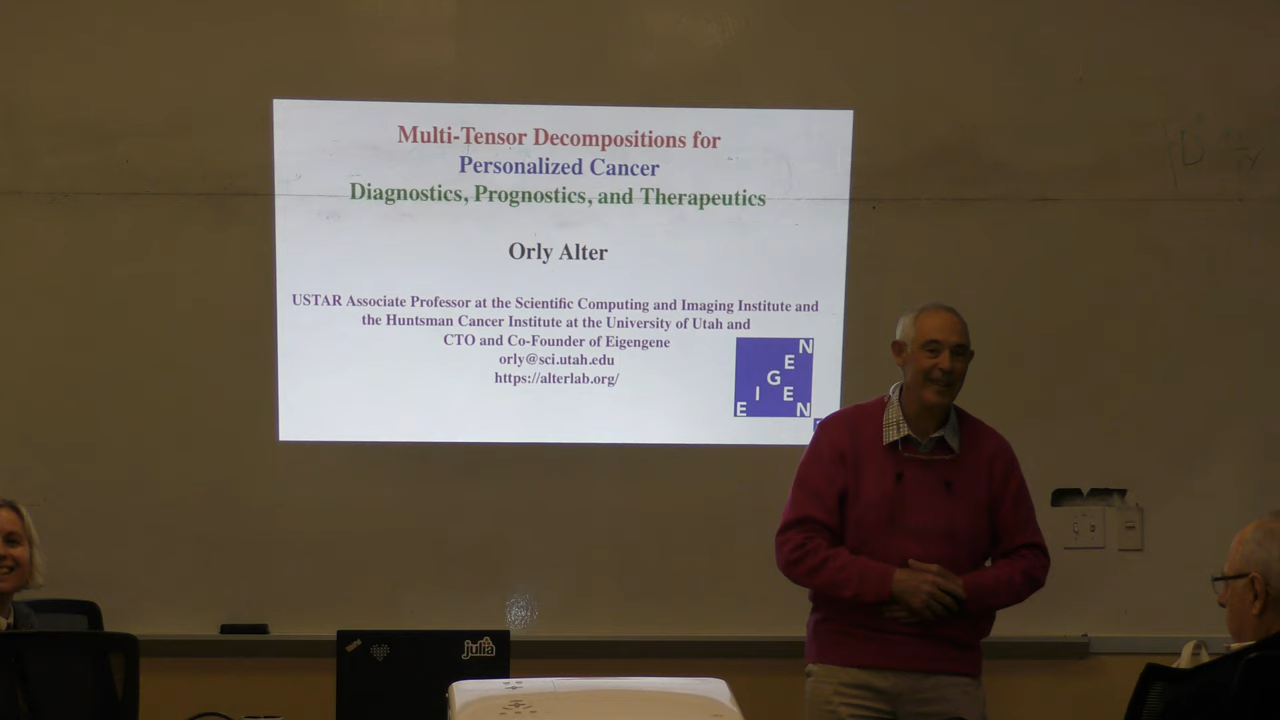 Multi-Tensor Decompositions for
Personalized Cancer
Diagnostics, Prognostics, and Therapeutics
Orly Alter
USTAR Associate Professor at the Scientific Computing and Imaging Institute and
the Huntsman Cancer Institute at the University of Utah and
CTO and Co-Founder of Eigengene
orly@sci.utah.edu
https://alterlab.org/
N
E
G
I E
E N
julia